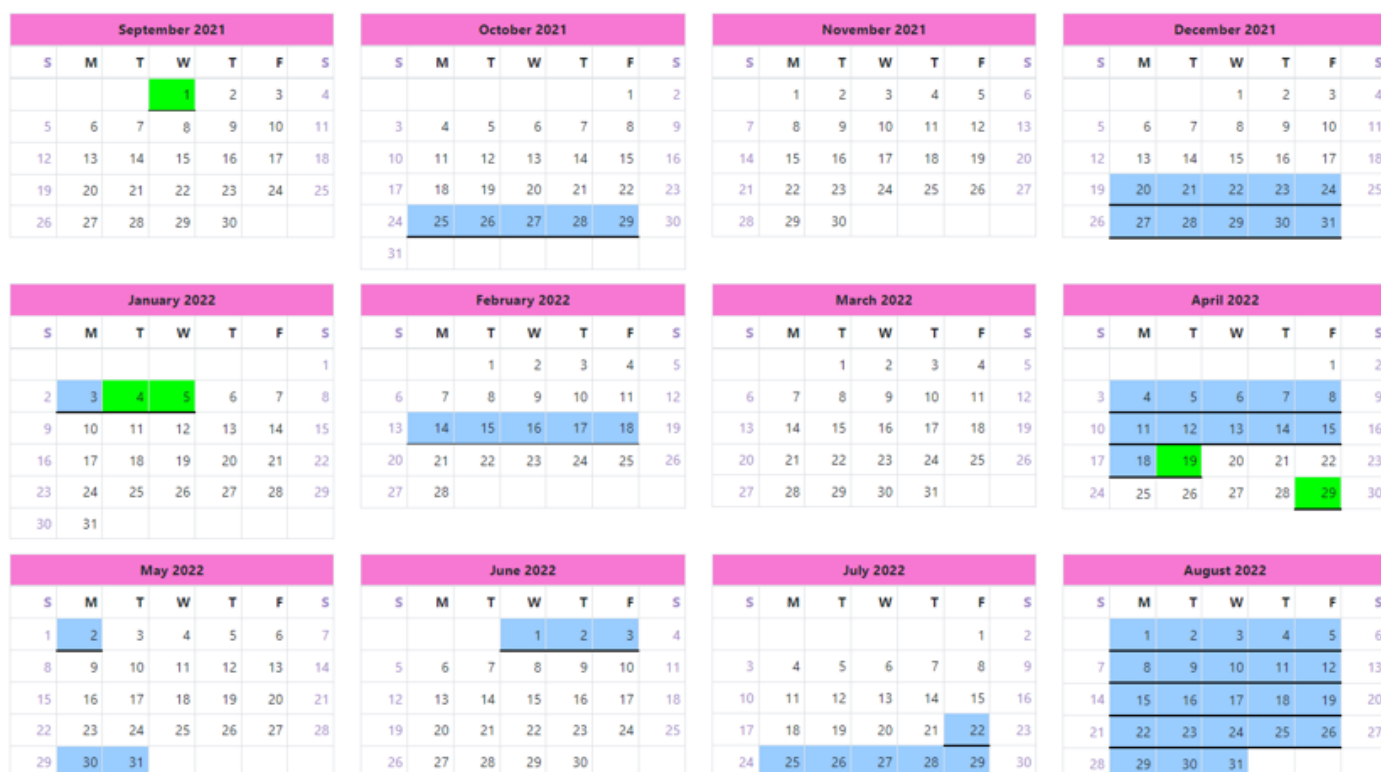 September 2021 October 2021 November 2021 December 2021
S M T W T F S S M T W T F S S M T W T F S S M T W T F S
1 2 3 4 1 2 1 2 3 4 5 6 1 2 3 4
5 6 7 8 9 10 11 3 4 5 6 7 8 9 7 8 9 10 11 12 13 5 6 7 8 9 10 11
12 13 14 15 16 17 18 10 11 12 13 14 15 16 14 15 16 17 18 19 20 12 13 14 15 16 17 18
19 20 21 22 23 24 25 17 18 19 20 21 22 23 21 22 23 24 25 26 27 19 20 21 22 23 24 25
26 27 28 29 30 24 25 26 27 28 29 30 28 29 30 26 27 28 29 30 31
31
January 2022 February 2022 March 2022 April 2022
S M T W T F S S M T W T F S S M T W T F S S M T W T F S
1 1 2 3 4 5 1 2 3 4 5 1 2
2 3 4 5 6 7 8 6 7 8 9 10 11 12 6 7 8 9 10 11 12 3 4 5 6 7 8 9
9 10 11 12 13 14 15 13 14 15 16 17 18 19 13 14 15 16 17 18 19 10 11 12 13 14 15 16
16 17 18 19 20 21 22 20 21 22 23 24 25 26 20 21 22 23 24 25 26 17 18 19 20 21 22 23
23 24 25 26 27 28 29 27 28 27 28 29 30 31 24 25 26 27 28 29 30
30 31
May 2022 June 2022 July 2022 August 2022
S M T W T F S S M T W T F S S M T W T F S S M T W T F S
1 2 3 4 5 6 7 1 2 3 4 1 2 1 2 3 4 5 6
8 9 10 11 12 13 14 5 6 7 8 9 10 11 3 4 5 6 7 8 9 7 8 9 10 11 12 13
15 16 17 18 19 20 21 12 13 14 15 16 17 18 10 11 12 13 14 15 16 14 15 16 17 18 19 20
22 23 24 25 26 27 28 19 20 21 22 23 24 25 17 18 19 20 21 22 23 21 22 23 24 25 26 27
29 30 31 26 27 28 29 30 24 25 26 27 28 29 30 28 29 30 31